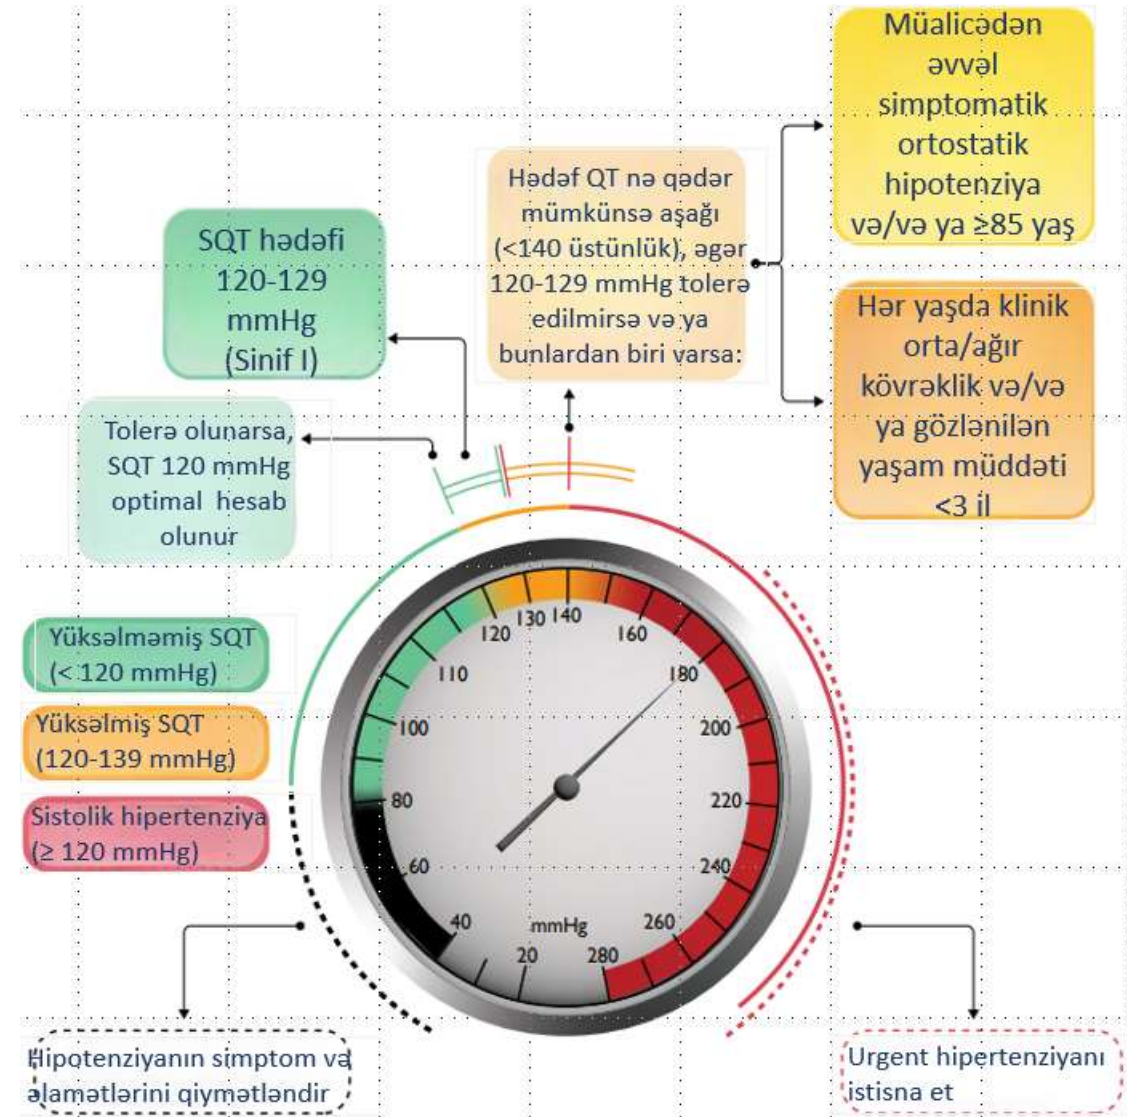 Müalicədən
əvvəl
simptomatik
ortostatik
hipotenziya
və/və ya ≥85 yaş
Hədəf QT nə qədər
mümkünsə aşağı
(<140 üstünlük), əgər
120-129 mmHg tolerə
edilmirsə və ya
bunlardan biri varsa:
SQT hədəfi
120-129
mmHg
(Sinif I)
Hər yaşda klinik
orta/ağır
kövrəklik və/və
ya gözlənilən
yaşam müddəti
<3 il
Tolerə olunarsa,
SQT 120 mmHg
optimal hesab
olunur
Yüksəlməmiş SQT
(< 120 mmHg)
Yüksəlmiş SQT
(120-139 mmHg)
Sistolik hipertenziya
(≥ 120 mmHg)
20
40
60
80
100
110
120
130
140
160
180
200
220
240
260
280
mmHg
Hipotenziyanın simptom və
əlamətlərini qiymətləndir
Urgent hipertenziyanı
istisna et